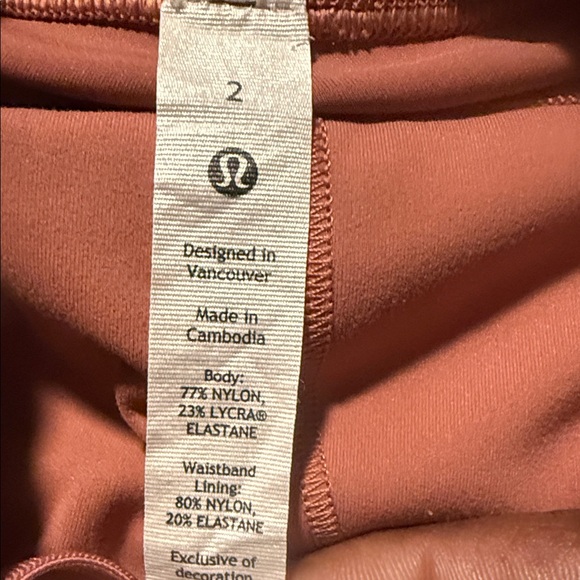 2
Designed in
Vancouver
Made in
Cambodia
Body:
77% NYLON,
23% LYCRA®
ELASTANE
Waistband
Lining:
80% NYLON,
20% ELASTANE
Exclusive of
decoration